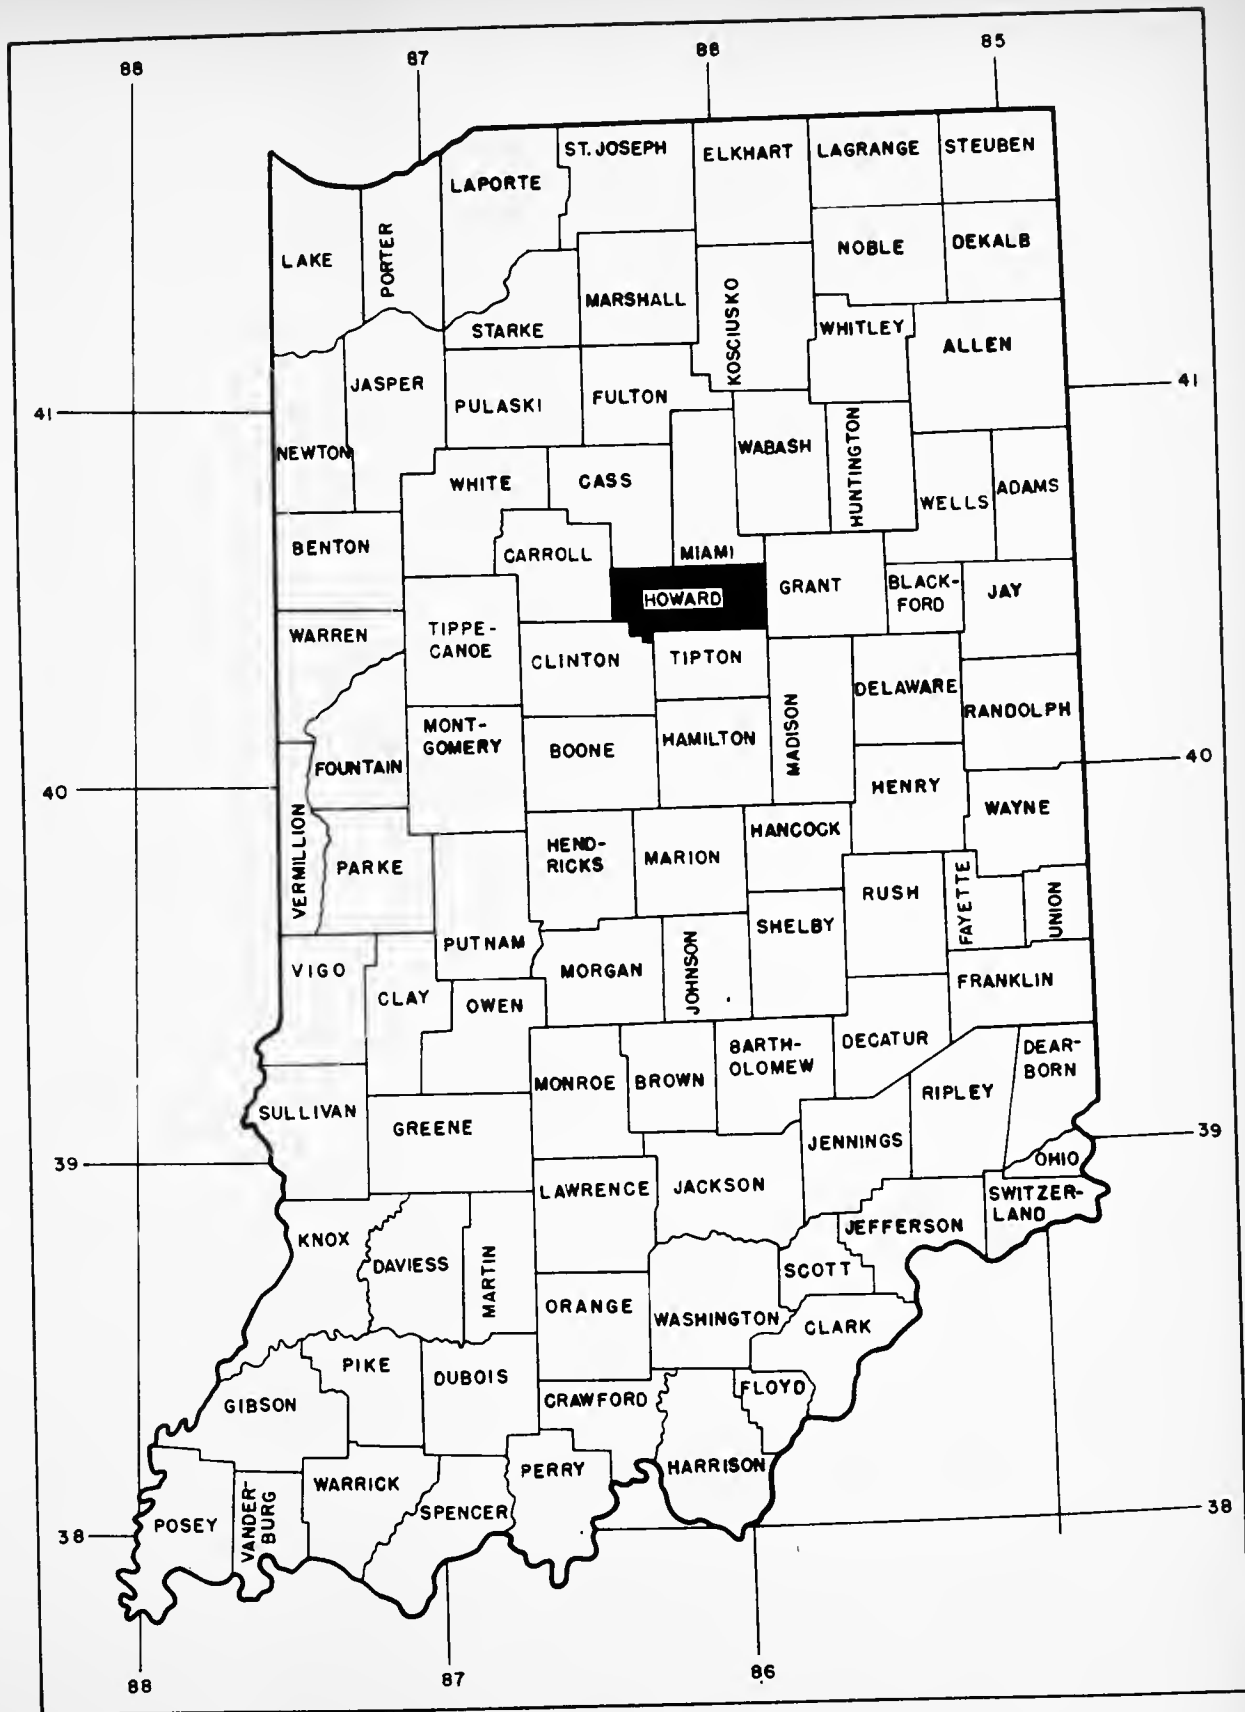 88
87
86
85
ST. JOSEPH
ELKHART
LAGRANGE
STEUBEN
LAPORTE
LAKE
PORTER
NOBLE
DEKALB
MARSHALL
STARKE
KOSCIUSKO
WHITLEY
ALLEN
JASPER
PULASKI
FULTON
41
41
NEWTON
WHITE
CASS
WABASH
HUNTINGTON
WELLS
ADAMS
BENTON
CARROLL
MIAMI
HOWARD
GRANT
BLACK-
FORD
JAY
WARREN
TIPPE-
CANOE
CLINTON
TIPTON
DELAWARE
RANDOLPH
MADISON
MONT-
GOMERY
BOONE
HAMILTON
FOUNTAIN
40
40
HENRY
WAYNE
VERMILLION
PARKE
HEND-
RICKS
MARION
HANCOCK
RUSH
FAYETTE
UNION
SHELBY
PUTNAM
VIGO
CLAY
OWEN
MORGAN
JOHNSON
FRANKLIN
DECATUR
DEAR-
BORN
MONROE
BROWN
BARTH-
OLOMEW
RIPLEY
SULLIVAN
GREENE
JENNINGS
39
39
OHIO
LAWRENCE
JACKSON
SWITZER-
LAND
JEFFERSON
KNOX
DAVIESS
MARTIN
SCOTT
ORANGE
WASHINGTON
CLARK
PIKE
DUBOIS
GIBSON
CRAWFORD
FLOYD
HARRISON
WARRICK
PERRY
SPENCER
POSEY
VANDER-
BURG
38
38
88
87
86